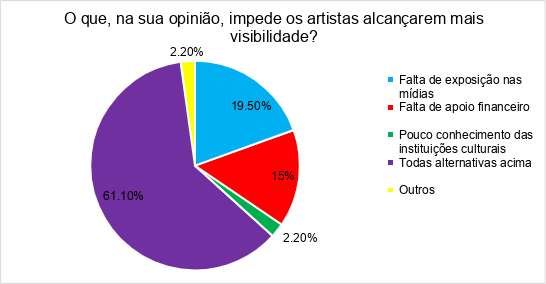 O que, na sua opinião, impede os artistas alcançarem mais
visibilidade?
2.20%
19.50%
15%
2.20%
61.10%
Falta de exposição nas
mídias
Falta de apoio financeiro
Pouco conhecimento das
instituições culturais
Todas alternativas acima
Outros